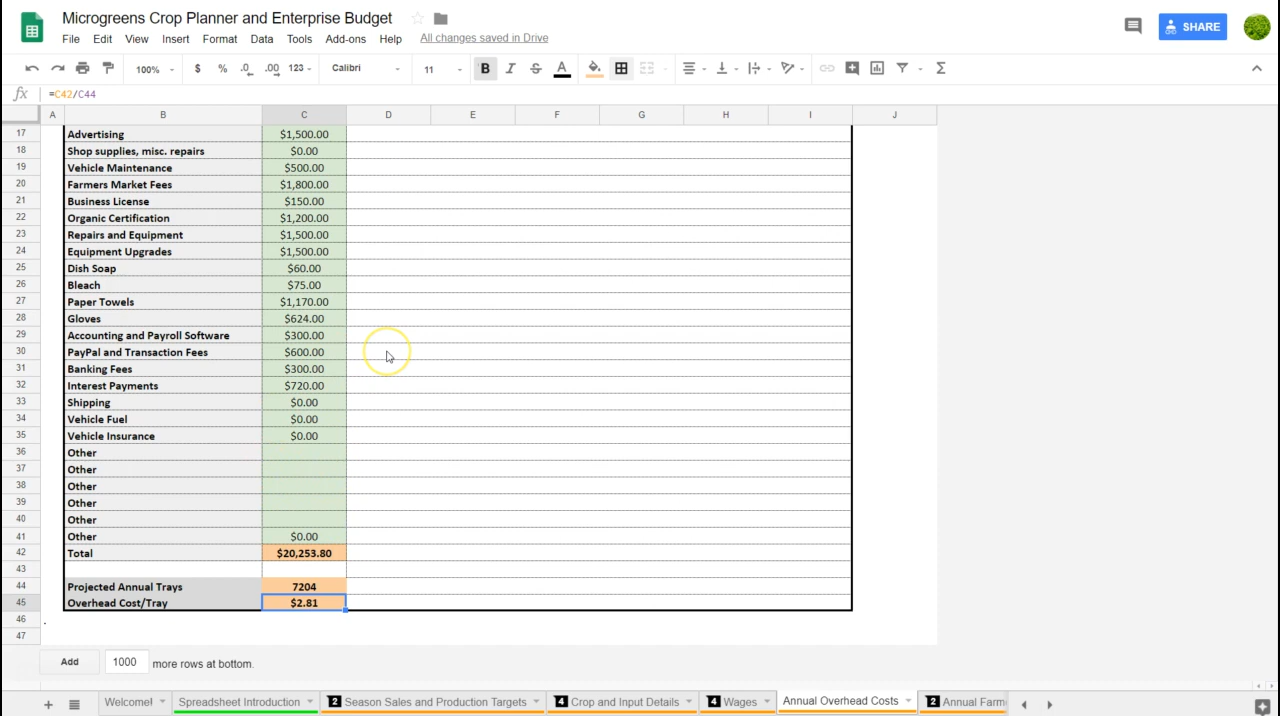 Microgreens Crop Planner and Enterprise Budget
File Edit View Insert Format Data Tools Add-ons Help All changes saved in Drive
SHARE
100% $ % .0 .00 123 Calibri 11 B I S A
fx =C42/C44
A B C D E F G H I J
17 Advertising $1,500.00
18 Shop supplies, misc. repairs $0.00
19 Vehicle Maintenance $500.00
20 Farmers Market Fees $1,800.00
21 Business License $150.00
22 Organic Certification $1,200.00
23 Repairs and Equipment $1,500.00
24 Equipment Upgrades $1,500.00
25 Dish Soap $60.00
26 Bleach $75.00
27 Paper Towels $1,170.00
28 Gloves $624.00
29 Accounting and Payroll Software $300.00
30 PayPal and Transaction Fees $600.00
31 Banking Fees $300.00
32 Interest Payments $720.00
33 Shipping $0.00
34 Vehicle Fuel $0.00
35 Vehicle Insurance $0.00
36 Other
37 Other
38 Other
39 Other
40 Other
41 Other $0.00
42 Total $20,253.80
43
44 Projected Annual Trays 7204
45 Overhead Cost/Tray $2.81
46 .
47
Add 1000 more rows at bottom.
Welcome! Spreadsheet Introduction 2 Season Sales and Production Targets 4 Crop and Input Details 4 Wages Annual Overhead Costs 2 Annual Farm